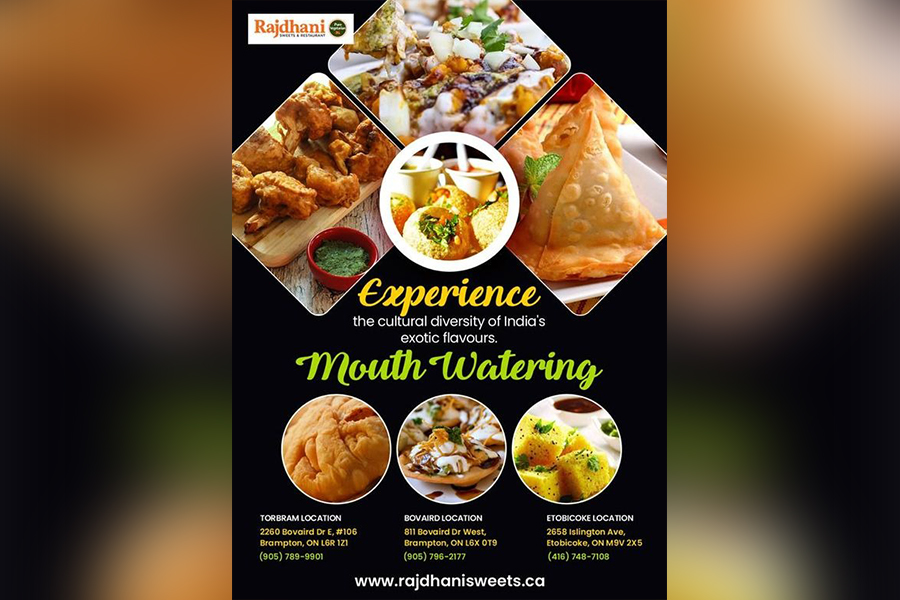 Rajdhani
SWEETS & RESTAURANT
Pure
Vegetarian
Experience
the cultural diversity of India's
exotic flavours.
Mouth Watering
TORBRAM LOCATION
2260 Bovaird Dr E, #106
Brampton, ON L6R 1Z1
(905) 789-9901
BOVAIRD LOCATION
811 Bovaird Dr West,
Brampton, ON L6X 0T9
(905) 796-2177
ETOBICOKE LOCATION
2658 Islington Ave,
Etobicoke, ON M9V 2X5
(416) 748-7108
www.rajdhanisweets.ca